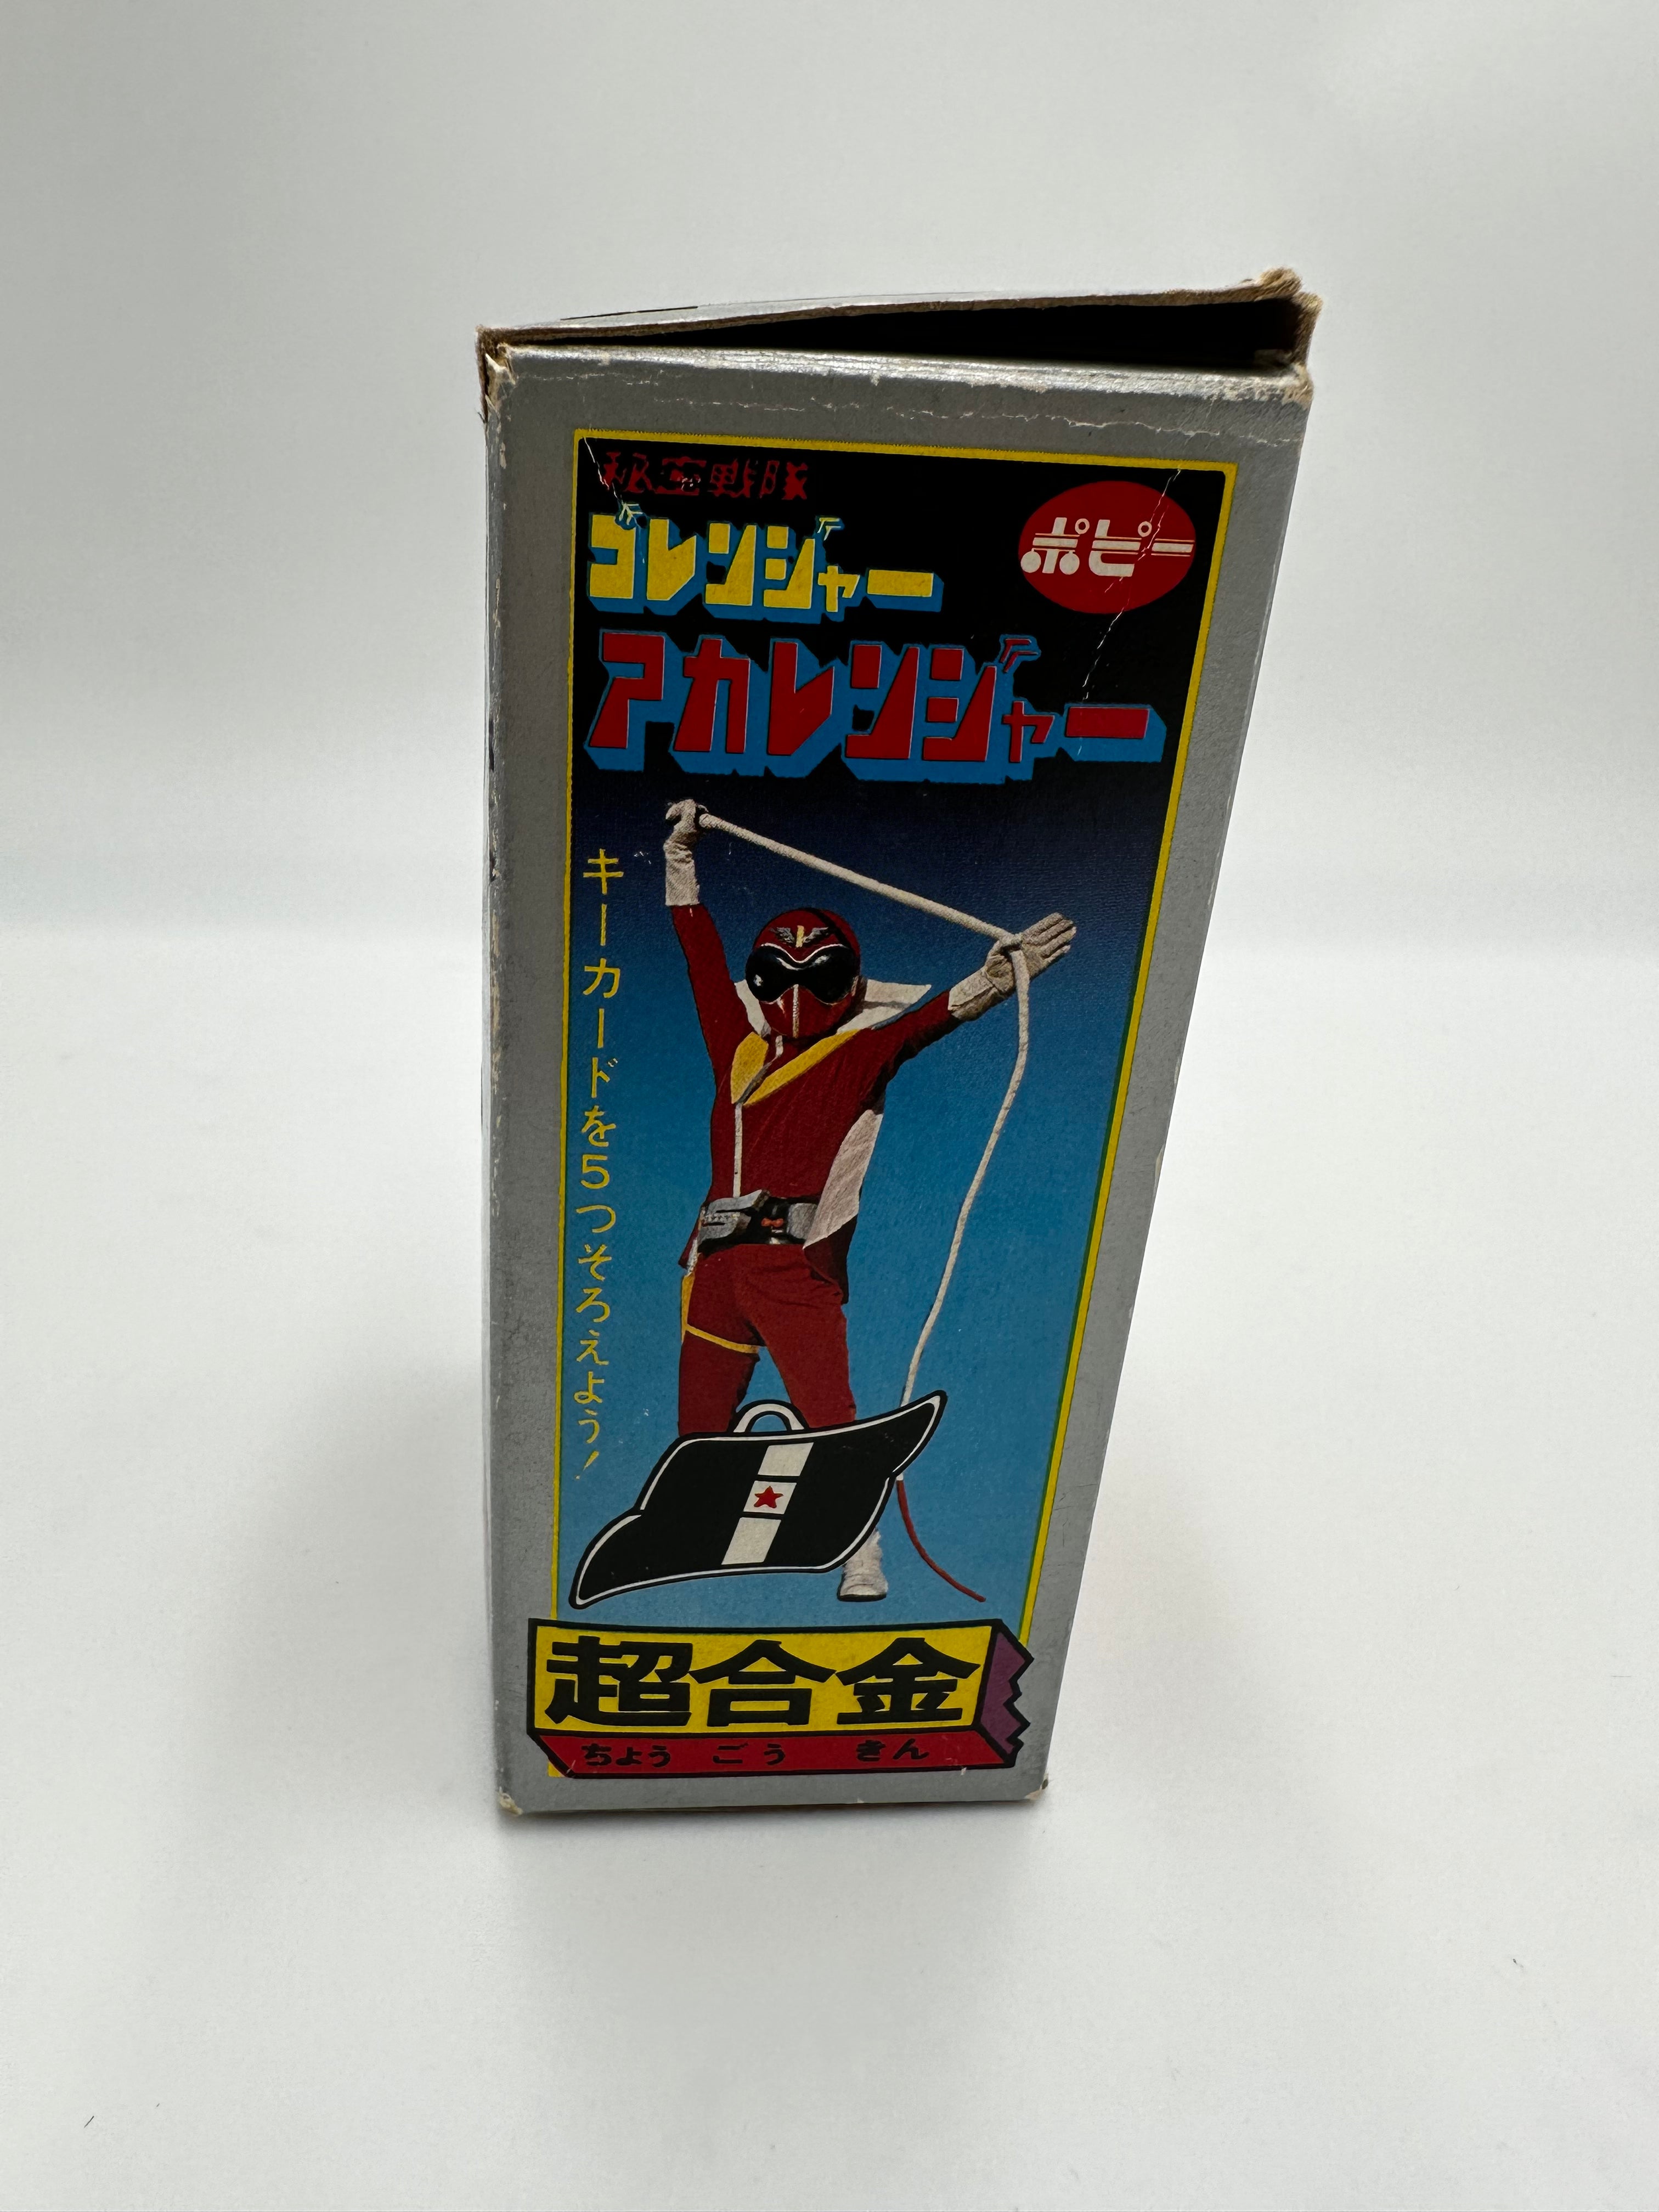 秘密戦隊
ゴレンジャー
ポピー
アカレンジャー
キーカードを5つそろえよう!
超合金
ちょう ごう きん